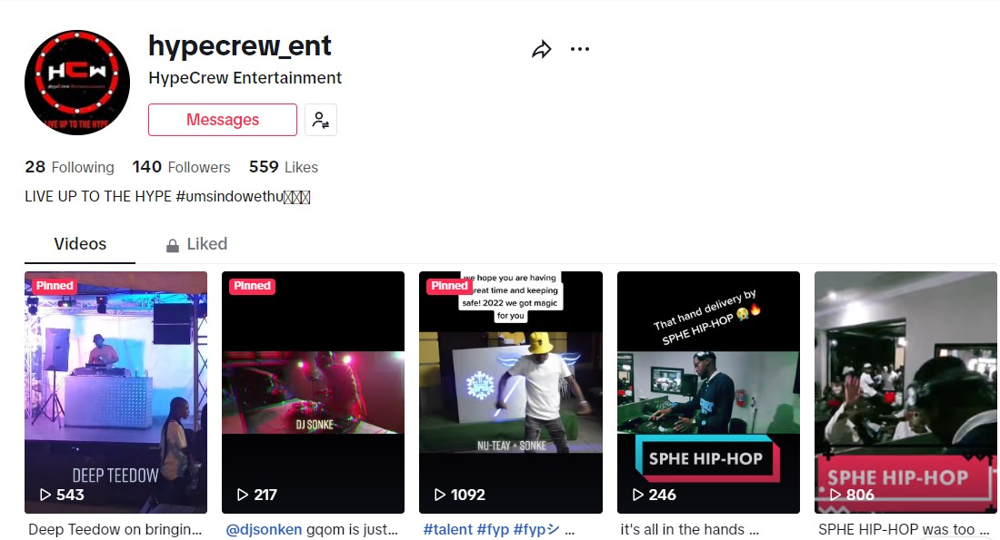 hypecrew_ent
HypeCrew Entertainment
HCW
LIVE UP TO THE HYPE
Messages
28 Following 140 Followers 559 Likes
LIVE UP TO THE HYPE #umsindowethu
Videos
Liked
Pinned
DEEP TEEDOW
543
Deep Teedow on bringin...
Pinned
DJ SONKE
217
@djsonken gqom is just...
Pinned
we hope you are having
great time and keeping
safe! 2022 we got magic
for you
NU-TEAY + SONKE
1092
#talent #fyp #fypシ ...
That hand delivery by
SPHE HIP-HOP 😭🔥
SPHE HIP-HOP
246
it's all in the hands ...
SPHE HIP-HOP
806
SPHE HIP-HOP was too ...